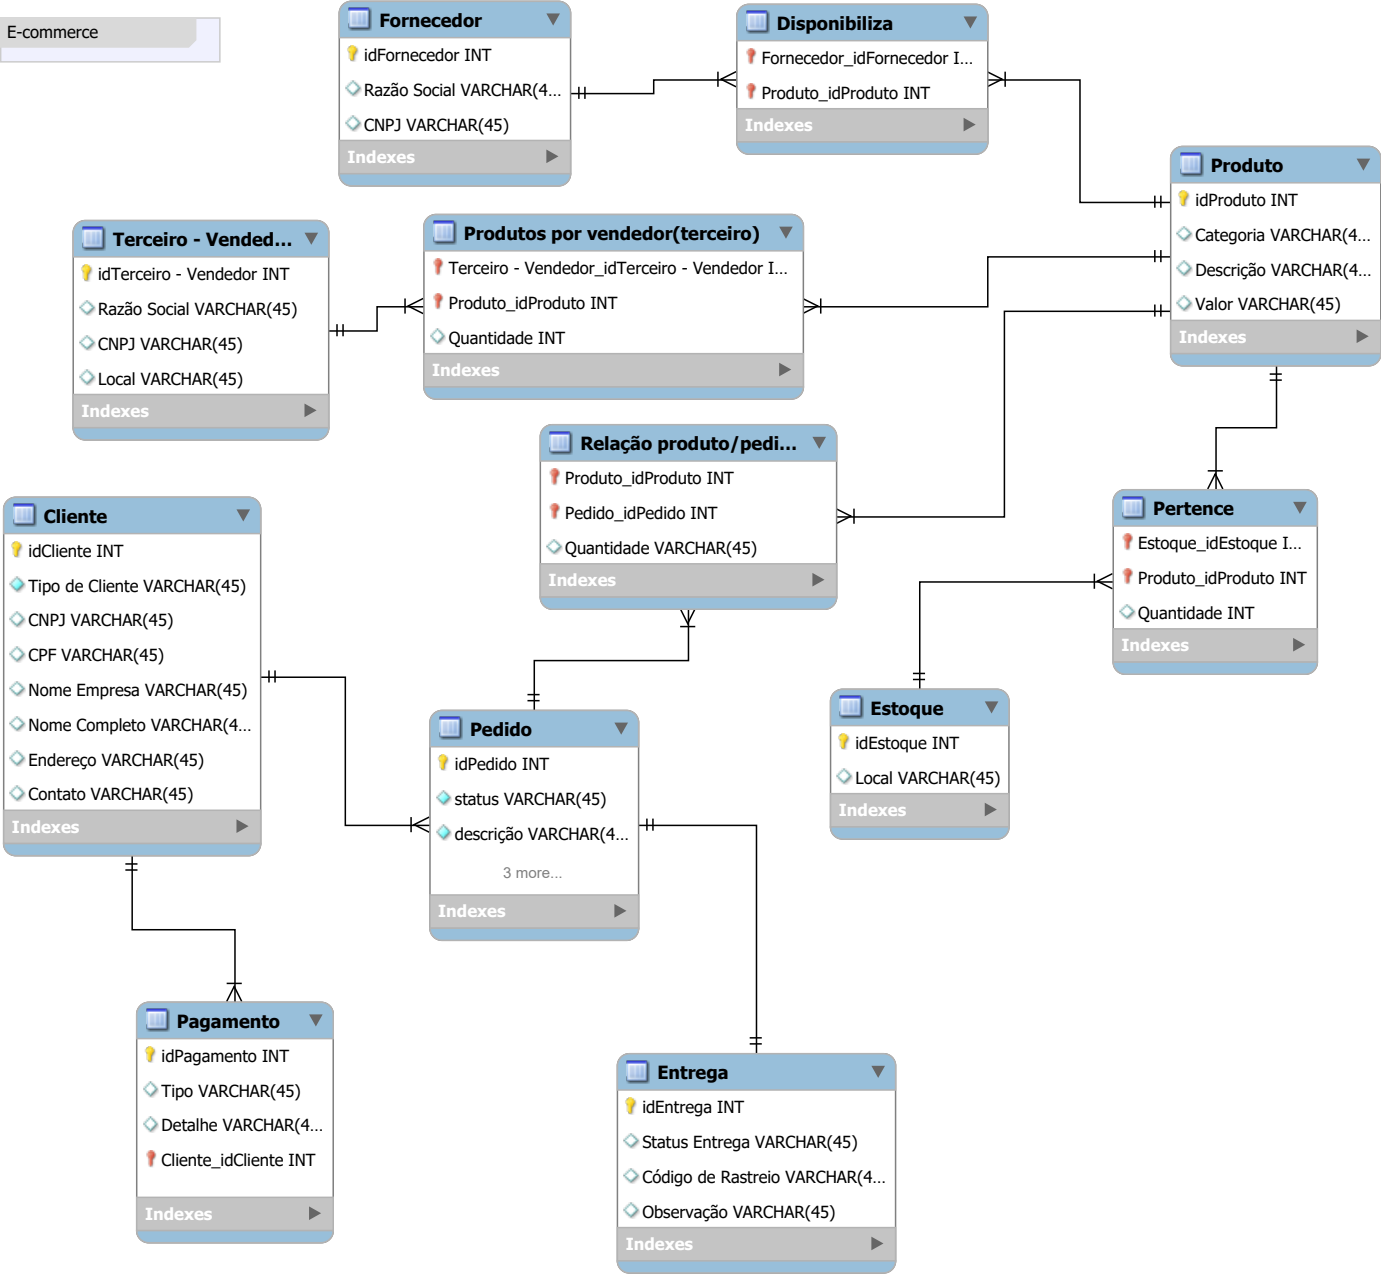 E-commerce
Fornecedor
idFornecedor INT
Razão Social VARCHAR(4...
CNPJ VARCHAR(45)
Indexes
Disponibiliza
Fornecedor_idFornecedor I...
Produto_idProduto INT
Indexes
Produto
idProduto INT
Categoria VARCHAR(4...
Descrição VARCHAR(4...
Valor VARCHAR(45)
Indexes
Terceiro - Vended...
idTerceiro - Vendedor INT
Razão Social VARCHAR(45)
CNPJ VARCHAR(45)
Local VARCHAR(45)
Indexes
Produtos por vendedor(terceiro)
Terceiro - Vendedor_idTerceiro - Vendedor I...
Produto_idProduto INT
Quantidade INT
Indexes
Relação produto/pedi...
Produto_idProduto INT
Pedido_idPedido INT
Quantidade VARCHAR(45)
Indexes
Pertence
Estoque_idEstoque I...
Produto_idProduto INT
Quantidade INT
Indexes
Cliente
idCliente INT
Tipo de Cliente VARCHAR(45)
CNPJ VARCHAR(45)
CPF VARCHAR(45)
Nome Empresa VARCHAR(45)
Nome Completo VARCHAR(4...
Endereço VARCHAR(45)
Contato VARCHAR(45)
Indexes
Pedido
idPedido INT
status VARCHAR(45)
descrição VARCHAR(4...
3 more...
Indexes
Estoque
idEstoque INT
Local VARCHAR(45)
Indexes
Pagamento
idPagamento INT
Tipo VARCHAR(45)
Detalhe VARCHAR(4...
Cliente_idCliente INT
Indexes
Entrega
idEntrega INT
Status Entrega VARCHAR(45)
Código de Rastreio VARCHAR(4...
Observação VARCHAR(45)
Indexes